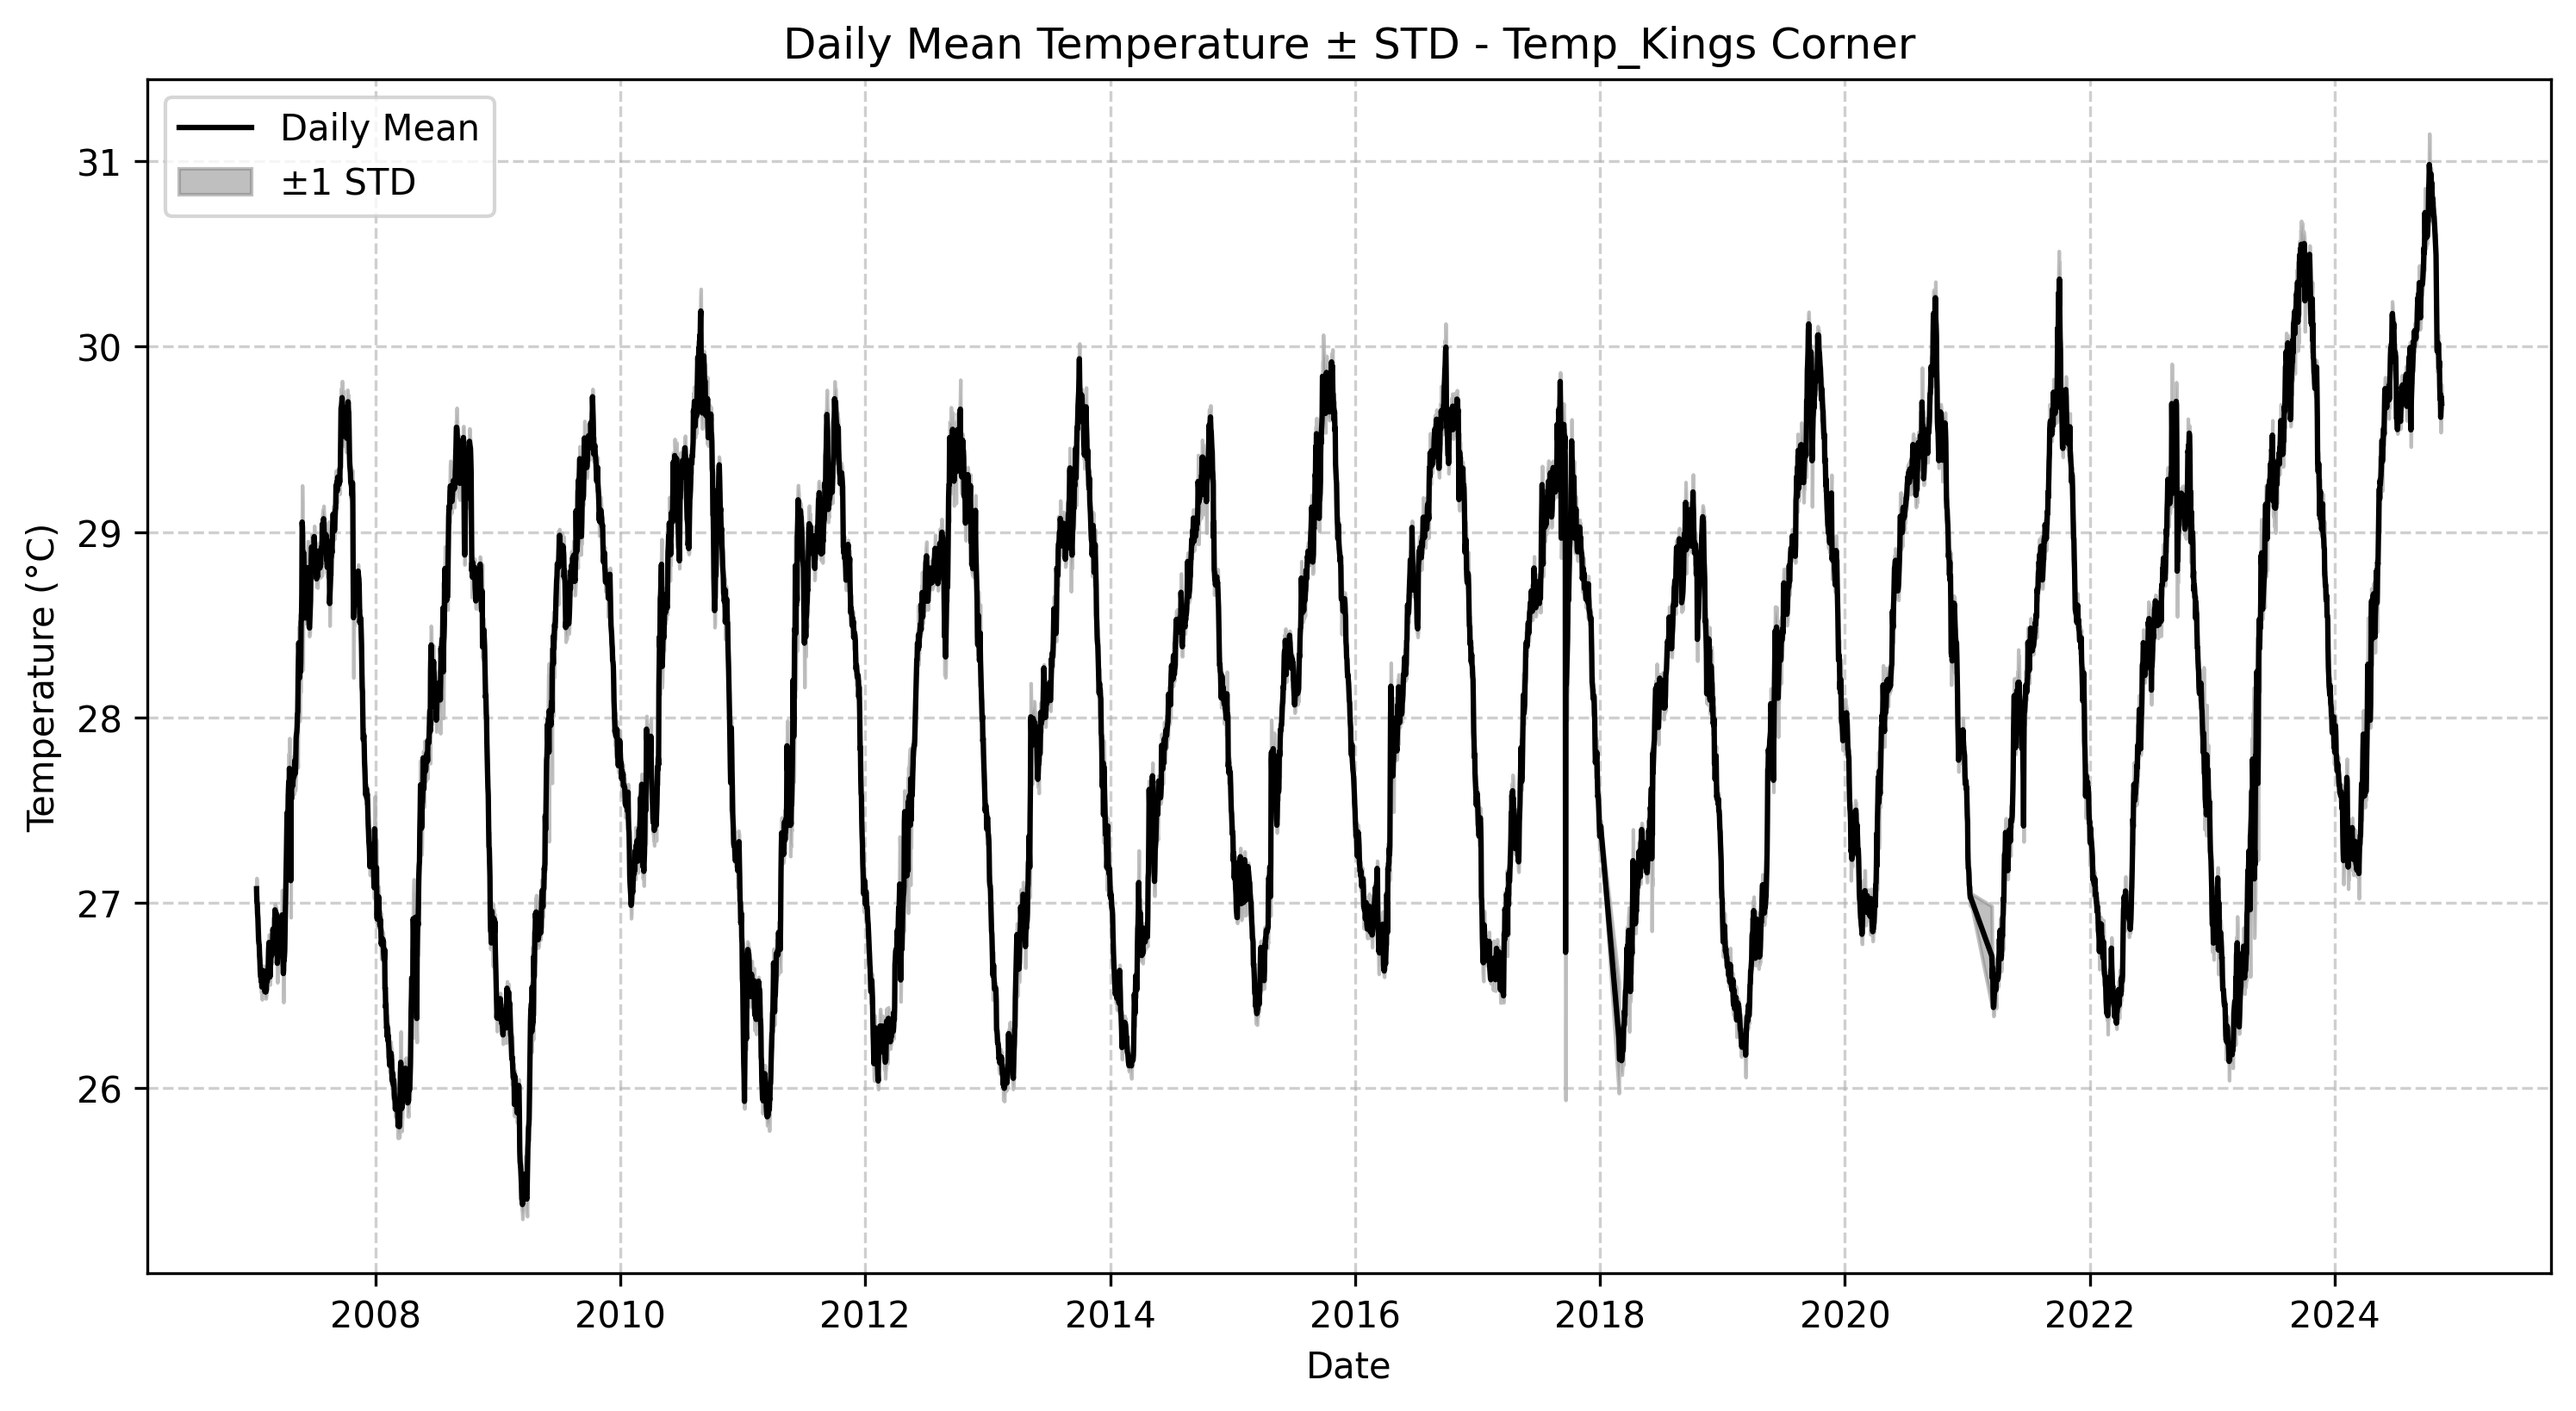 Daily Mean Temperature ± STD - Temp_Kings Corner
Daily Mean
±1 STD
31
30
29
28
27
26
Temperature (°C)
2008 2010 2012 2014 2016 2018 2020 2022 2024
Date